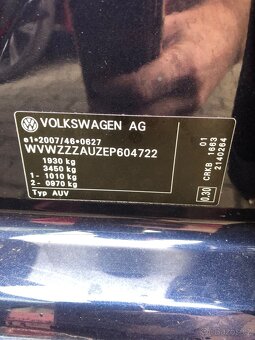 VOLKSWAGEN AG
e1*2007/46*0627
WVWZZZAUZEP604722
1930 kg
3450 kg
1 - 1010 kg
2 - 0970 kg
Typ AUV
01
CRKB 1663
2140264
0,30